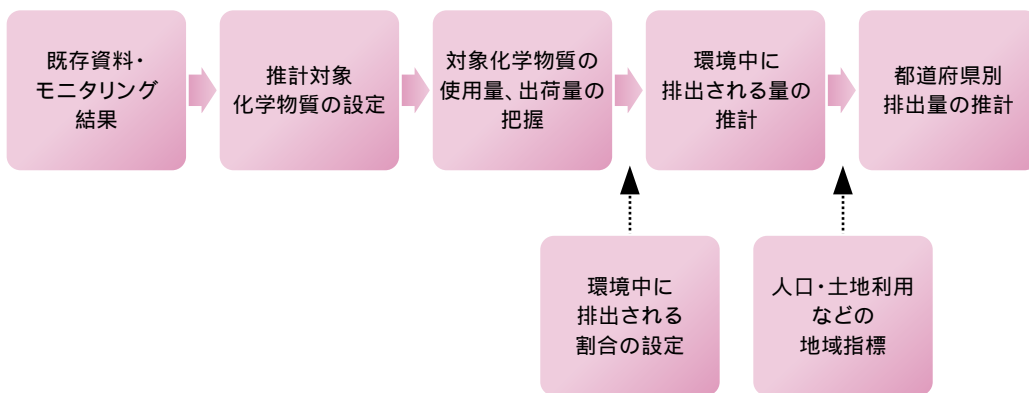 既存資料・
モニタリング
結果
推計対象
化学物質の設定
対象化学物質の
使用量、出荷量の
把握
環境中に
排出される量の
推計
都道府県別
排出量の推計
環境中に
排出される
割合の設定
人口・土地利用
などの
地域指標